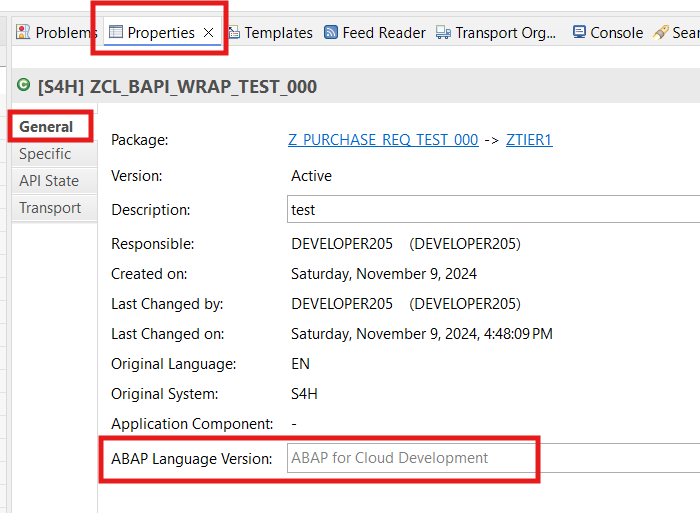 Problems Properties Templates Feed Reader Transport Org... Console Sear
[S4H] ZCL_BAPI_WRAP_TEST_000
General
Specific
API State
Transport
Package: Z_PURCHASE_REQ_TEST_000 -> ZTIER1
Version: Active
Description: test
Responsible: DEVELOPER205 (DEVELOPER205)
Created on: Saturday, November 9, 2024
Last Changed by: DEVELOPER205 (DEVELOPER205)
Last Changed on: Saturday, November 9, 2024, 4:48:09 PM
Original Language: EN
Original System: S4H
Application Component: -
ABAP Language Version: ABAP for Cloud Development